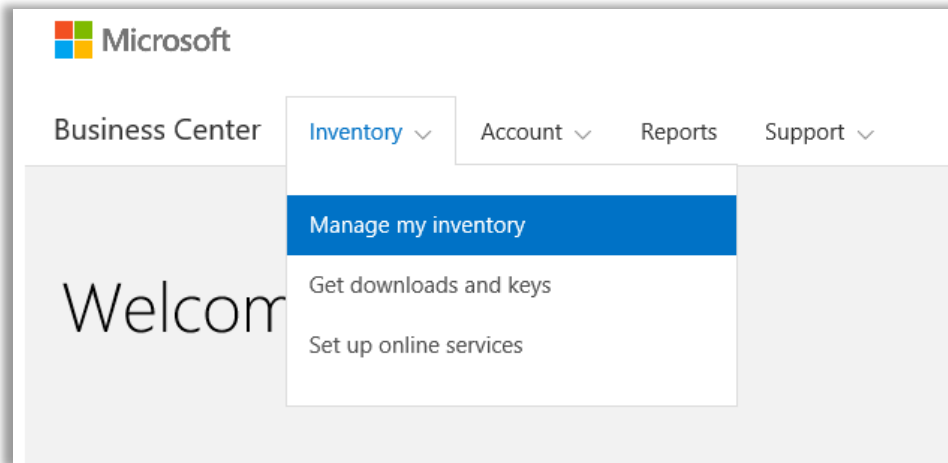 Microsoft
Business Center Inventory Account Reports Support
Manage my inventory
Get downloads and keys
Welcom
Set up online services